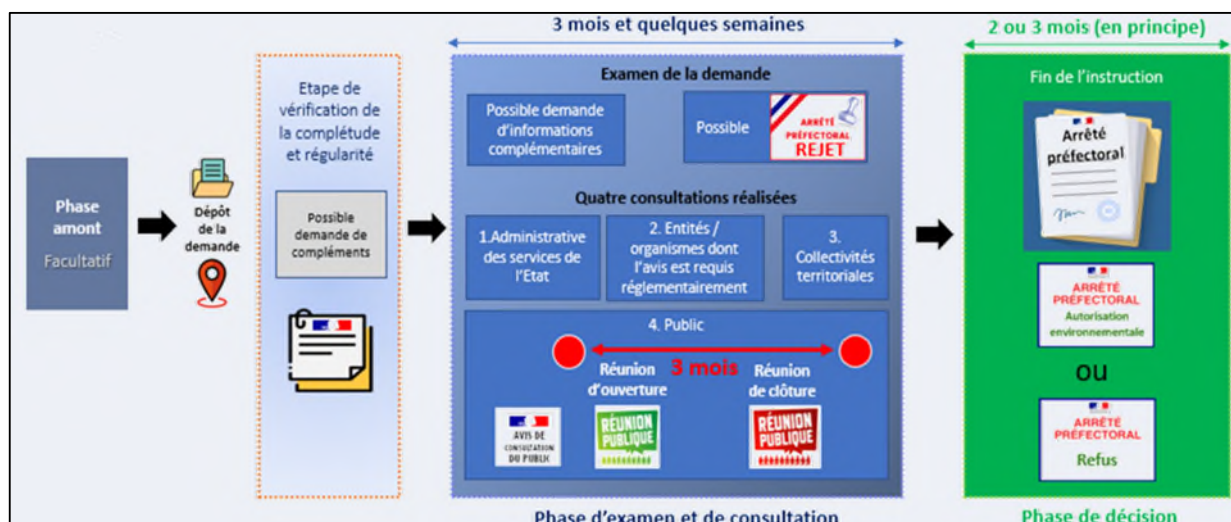 3 mois et quelques semaines
2 ou 3 mois (en principe)
Phase
amont
Facultatif
Dépôt
de la
demande
Etape de
vérification de
la complétude
et régularité
Possible
demande de
compléments
Examen de la demande
Possible demande
d'informations
complémentaires
Possible
ARRÊTÉ
PRÉFECTORAL
REJET
Quatre consultations réalisées
1.Administrative
des services de
l'Etat
2. Entités /
organismes dont
l'avis est requis
réglementairement
3.
Collectivités
territoriales
4. Public
3 mois
Réunion
d'ouverture
Réunion
de clôture
AVIS DE
CONSULTATION
DU PUBLIC
RÉUNION
PUBLIQUE
RÉUNION
PUBLIQUE
Phase d'examen et de consultation
Fin de l'instruction
Arrêté
préfectoral
ARRÊTÉ
PRÉFECTORAL
Autorisation
environnementale
ou
ARRÊTÉ
PRÉFECTORAL
Refus
Phase de décision